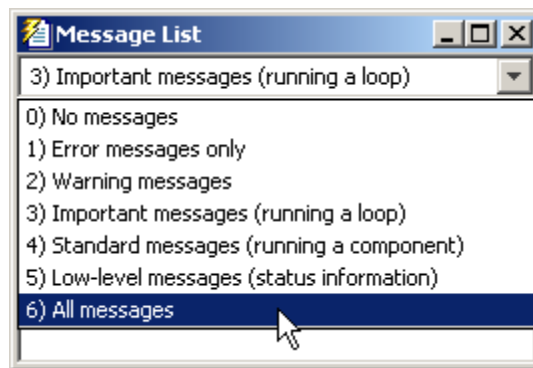 Message List
3) Important messages (running a loop)
0) No messages
1) Error messages only
2) Warning messages
3) Important messages (running a loop)
4) Standard messages (running a component)
5) Low-level messages (status information)
6) All messages